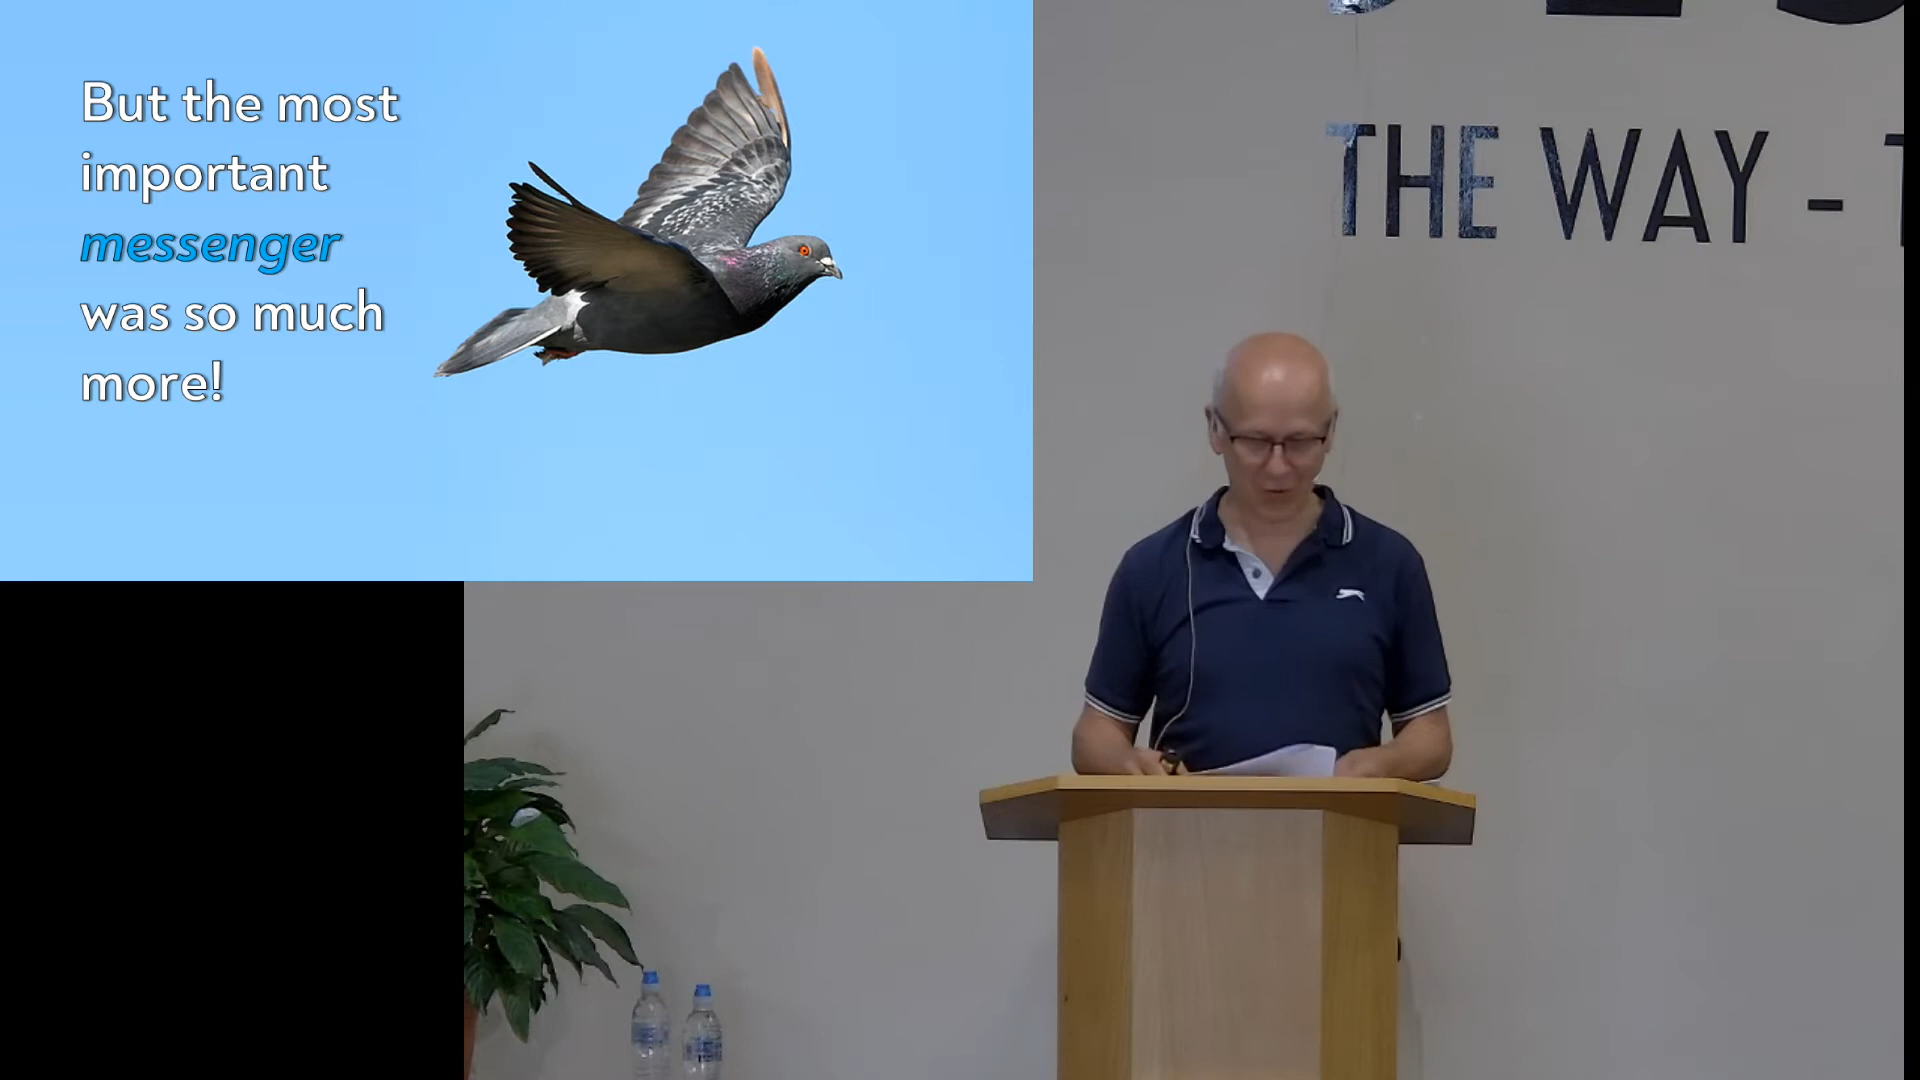 But the most
important
messenger
was so much
more!
THE WAY -